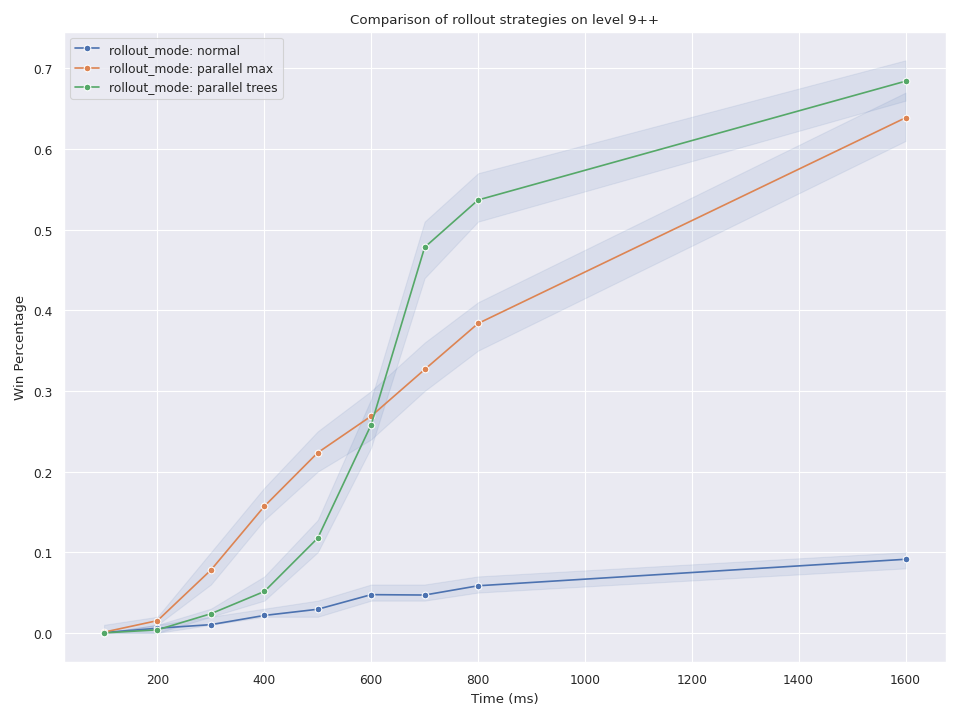 Comparison of rollout strategies on level 9++
rollout_mode: normal
rollout_mode: parallel max
rollout_mode: parallel trees
0.7
0.6
0.5
0.4
0.3
0.2
0.1
0.0
Win Percentage
200 400 600 800 1000 1200 1400 1600
Time (ms)